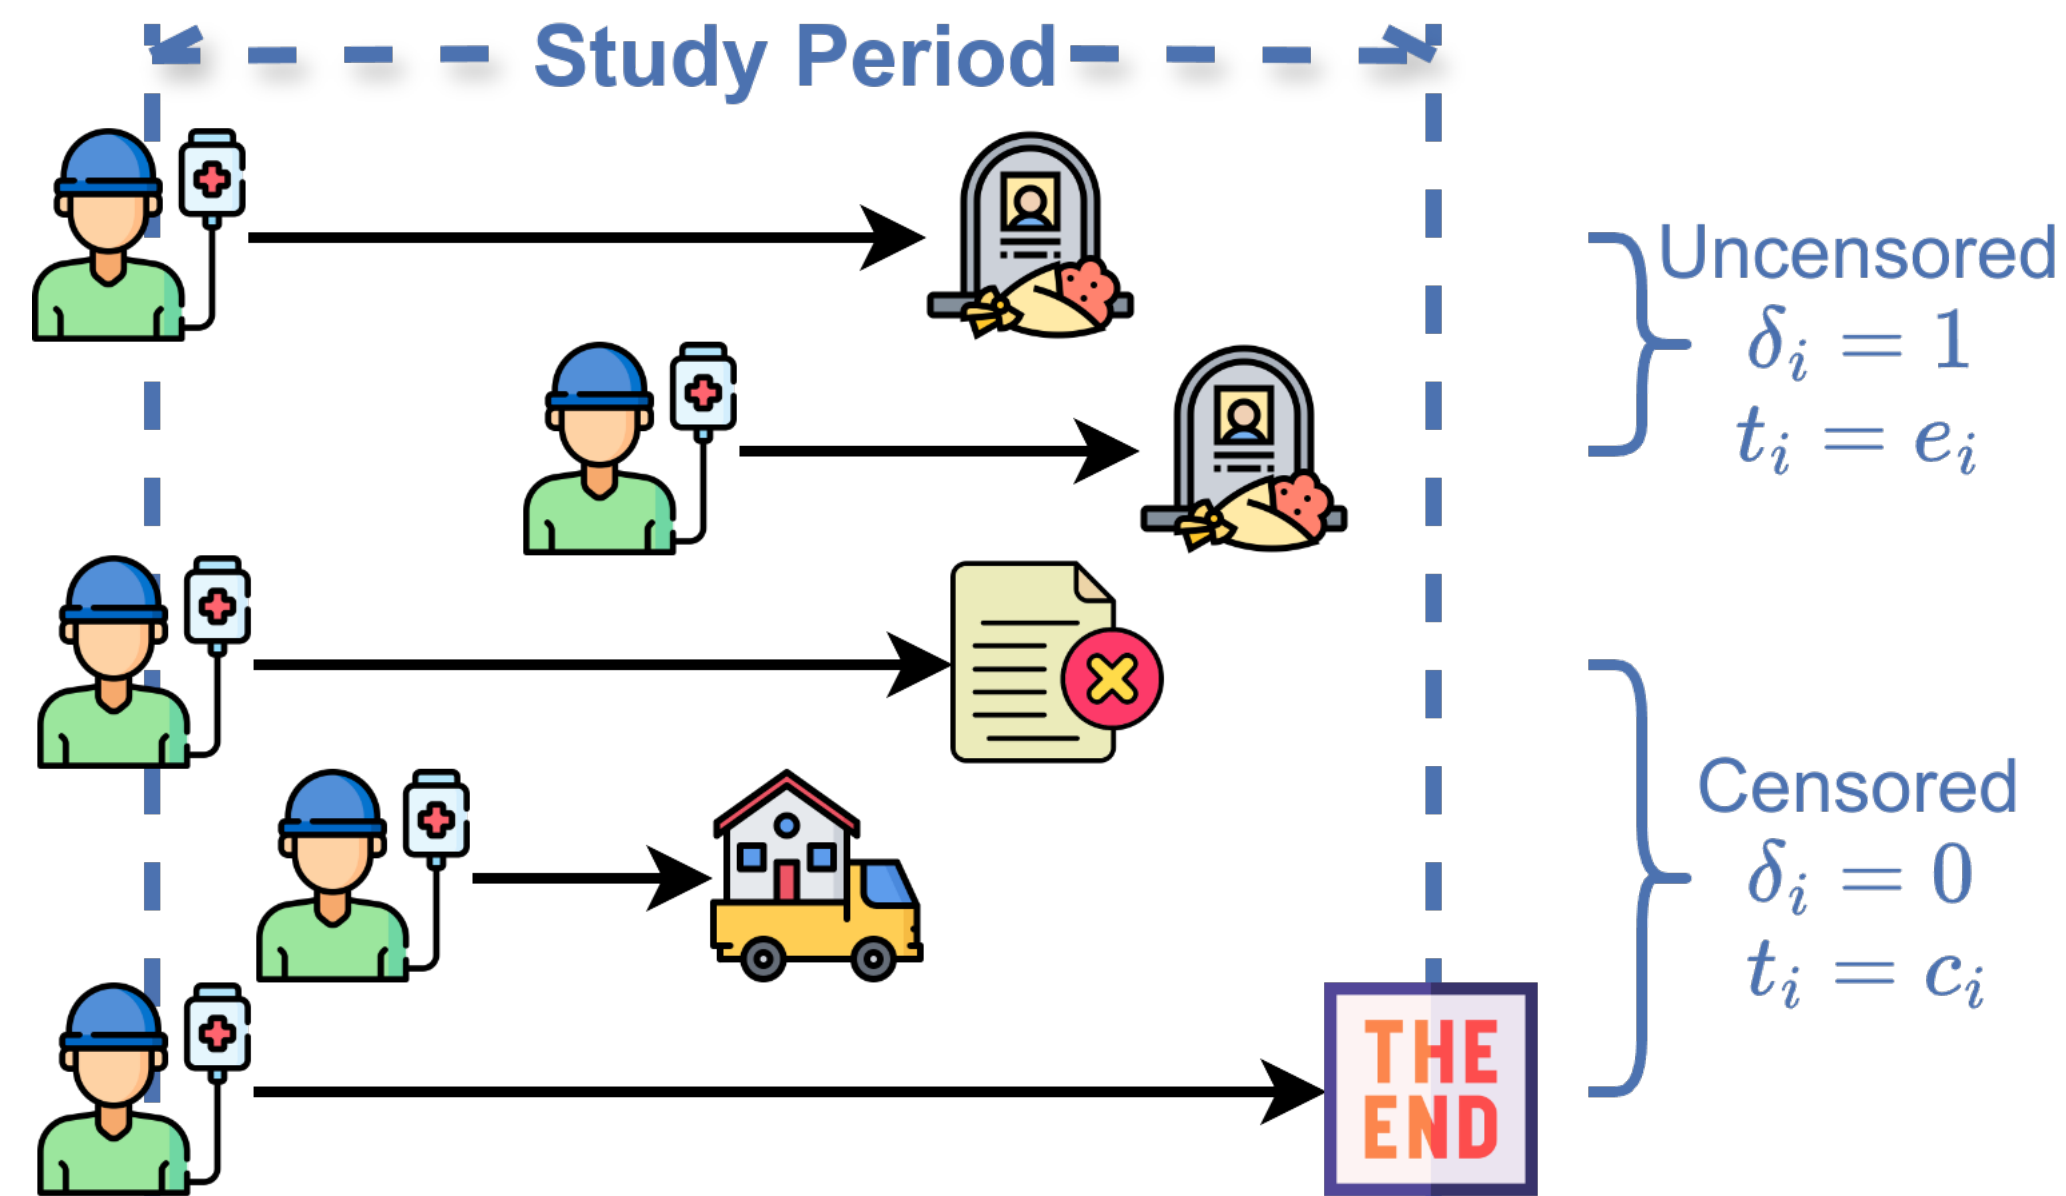 Study Period
Uncensored
δᵢ = 1
tᵢ = eᵢ
Censored
δᵢ = 0
tᵢ = cᵢ
THE
END